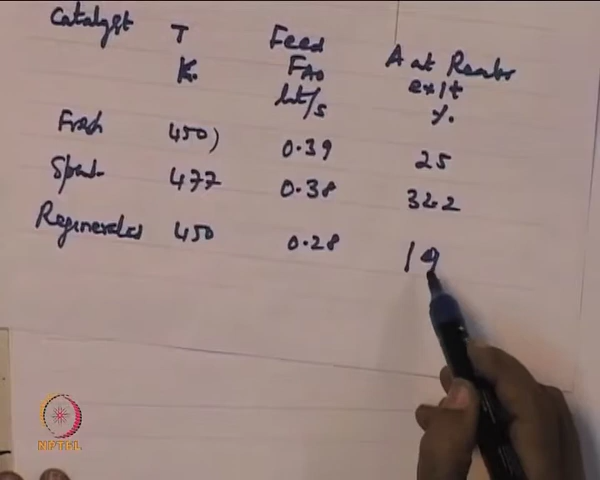 Catalyst T Feed A at Reactor
K. FA0 exit
lit/s %.
Fresh 450) 0.39 25
Spent 477 0.38 32.2
Regenerated 450 0.28 19
NPTEL